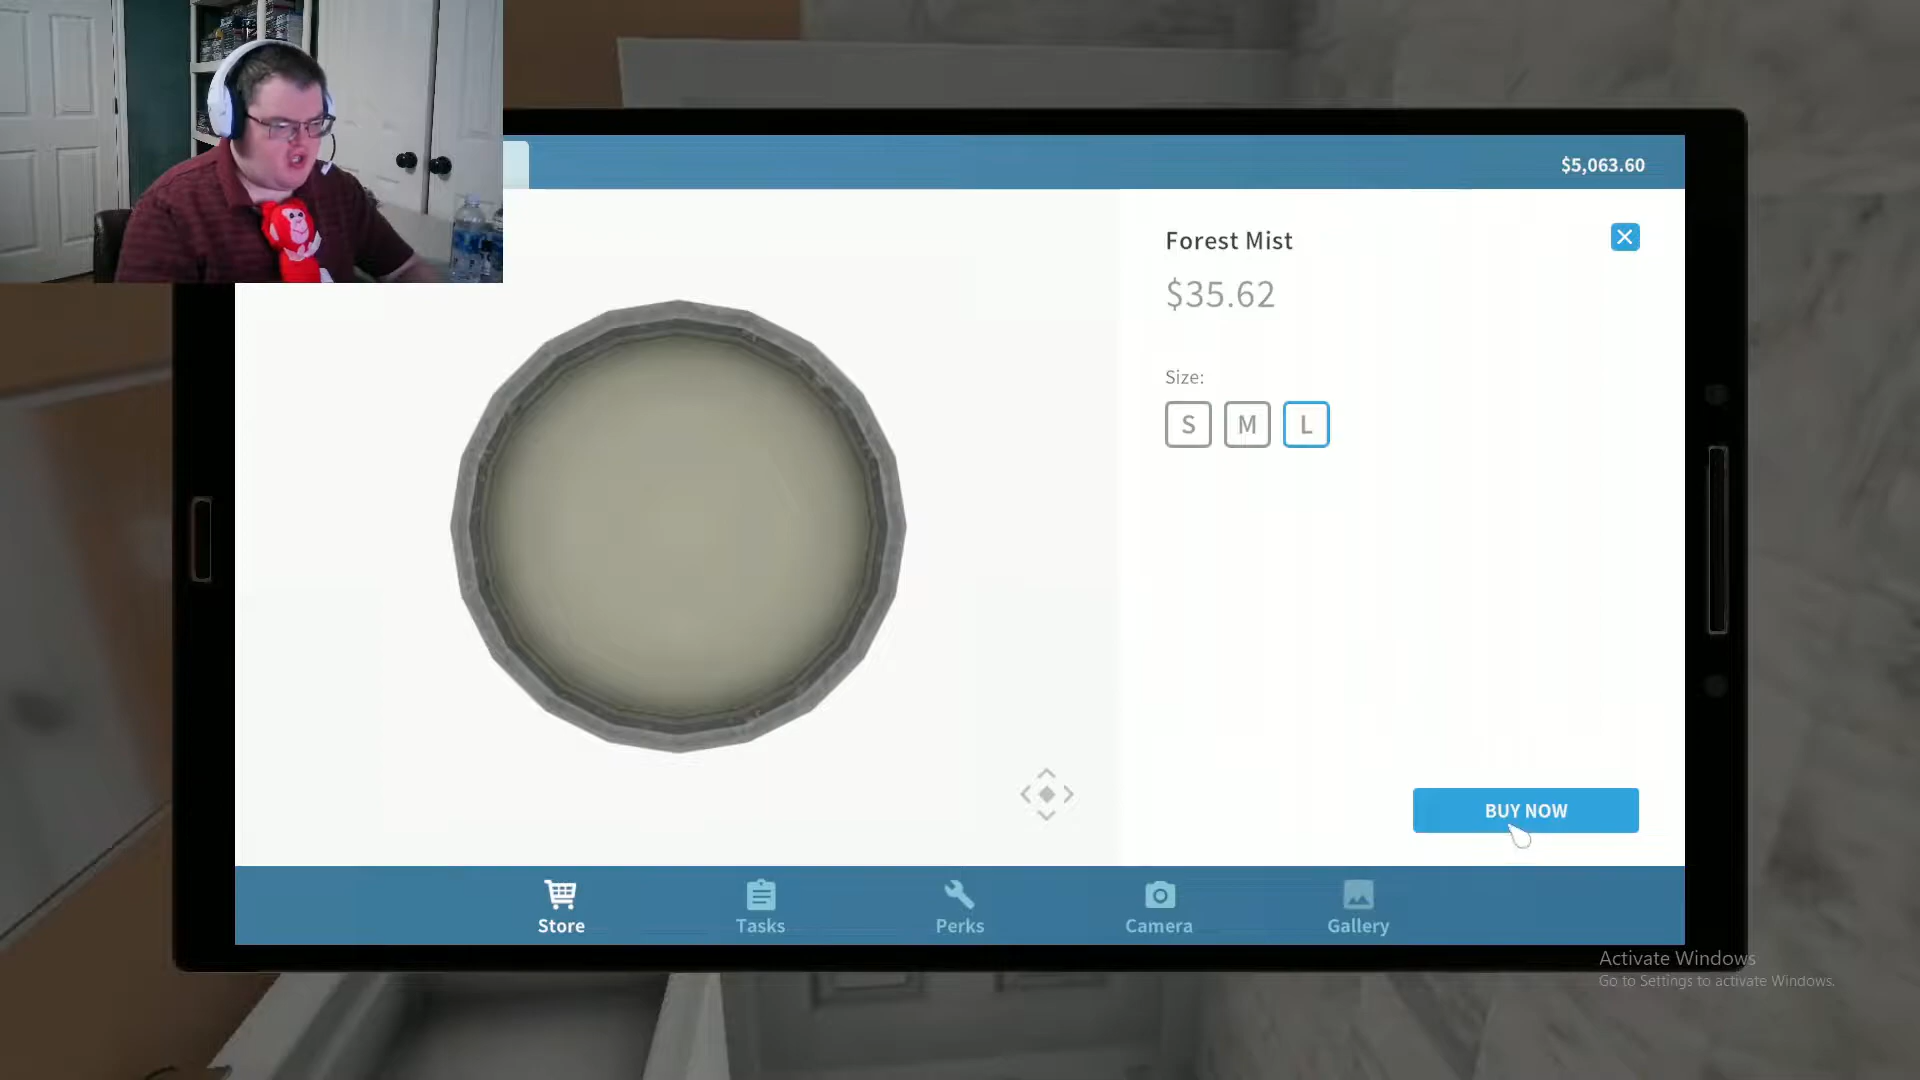 $5,063.60
Forest Mist
$35.62
Size:
S M L
BUY NOW
Store Tasks Perks Camera Gallery
Activate Windows
Go to Settings to activate Windows.